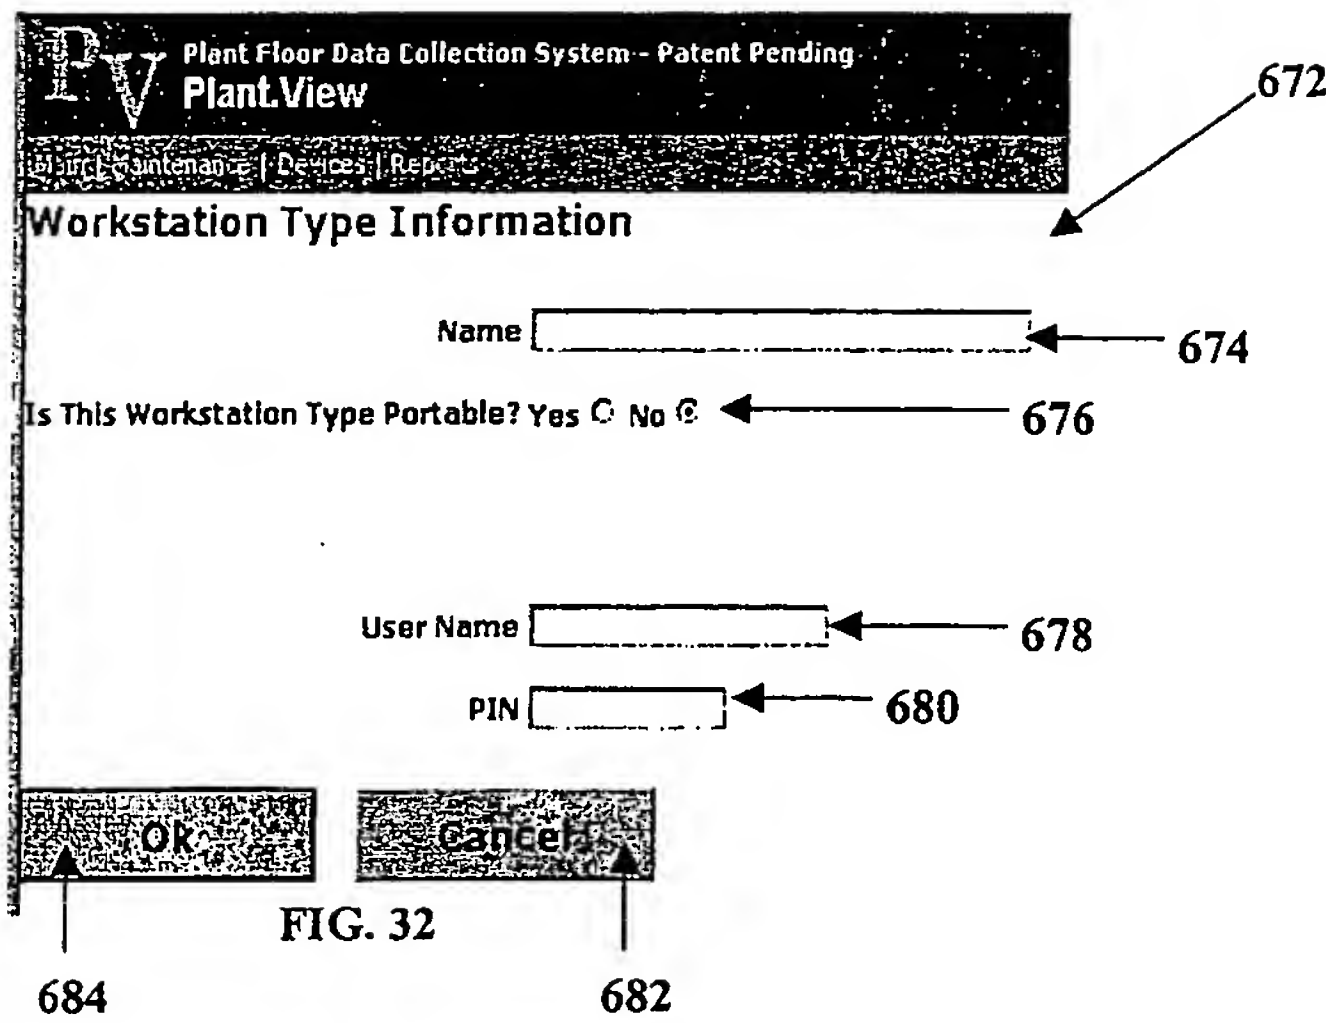 PV Plant Floor Data Collection System - Patent Pending
Plant.View
Main | Maintenance | Devices | Reports
672
Workstation Type Information
Name
674
Is This Workstation Type Portable? Yes No
676
User Name
678
PIN
680
Ok
Cancel
FIG. 32
684
682